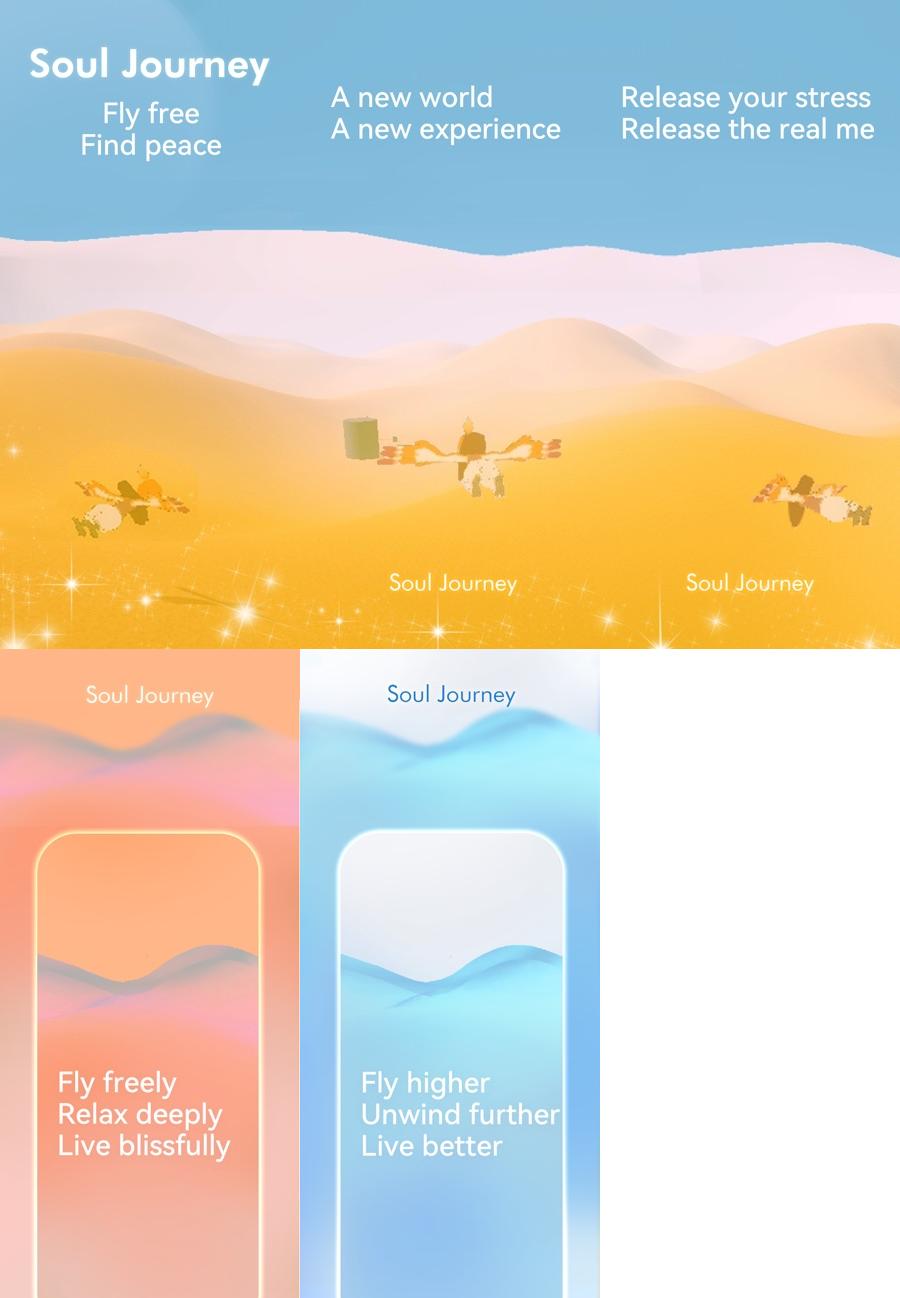 Soul Journey
Fly free
Find peace
A new world
A new experience
Release your stress
Release the real me
Soul Journey
Soul Journey
Soul Journey
Fly freely
Relax deeply
Live blissfully
Soul Journey
Fly higher
Unwind further
Live better